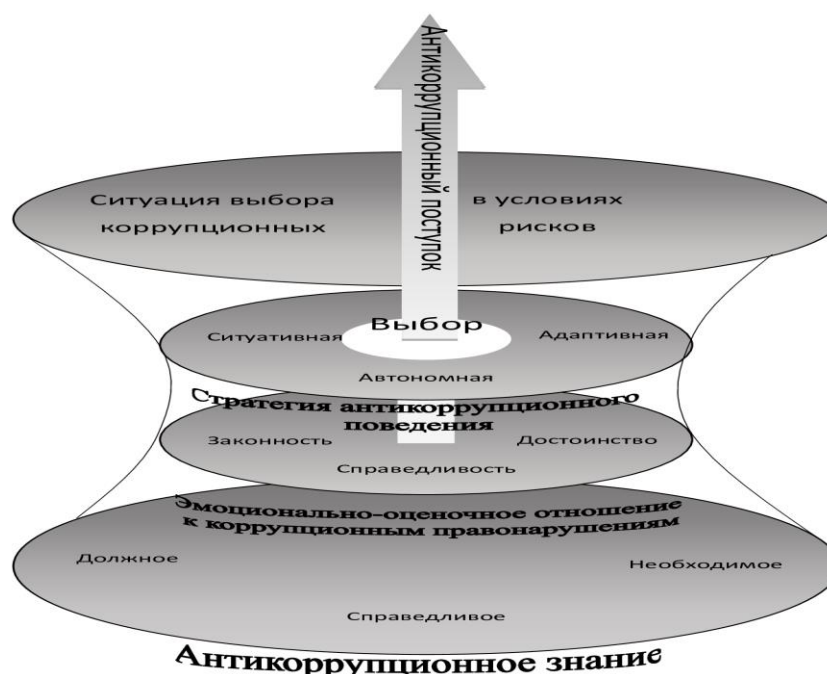 Антикоррупционный поступок
Ситуация выбора в условиях
коррупционных рисков
Выбор
Ситуативная Адаптивная
Автономная
Стратегия антикоррупционного
поведения
Законность Достоинство
Справедливость
Эмоционально-оценочное отношение
к коррупционным правонарушениям
Должное Необходимое
Справедливое
Антикоррупционное знание